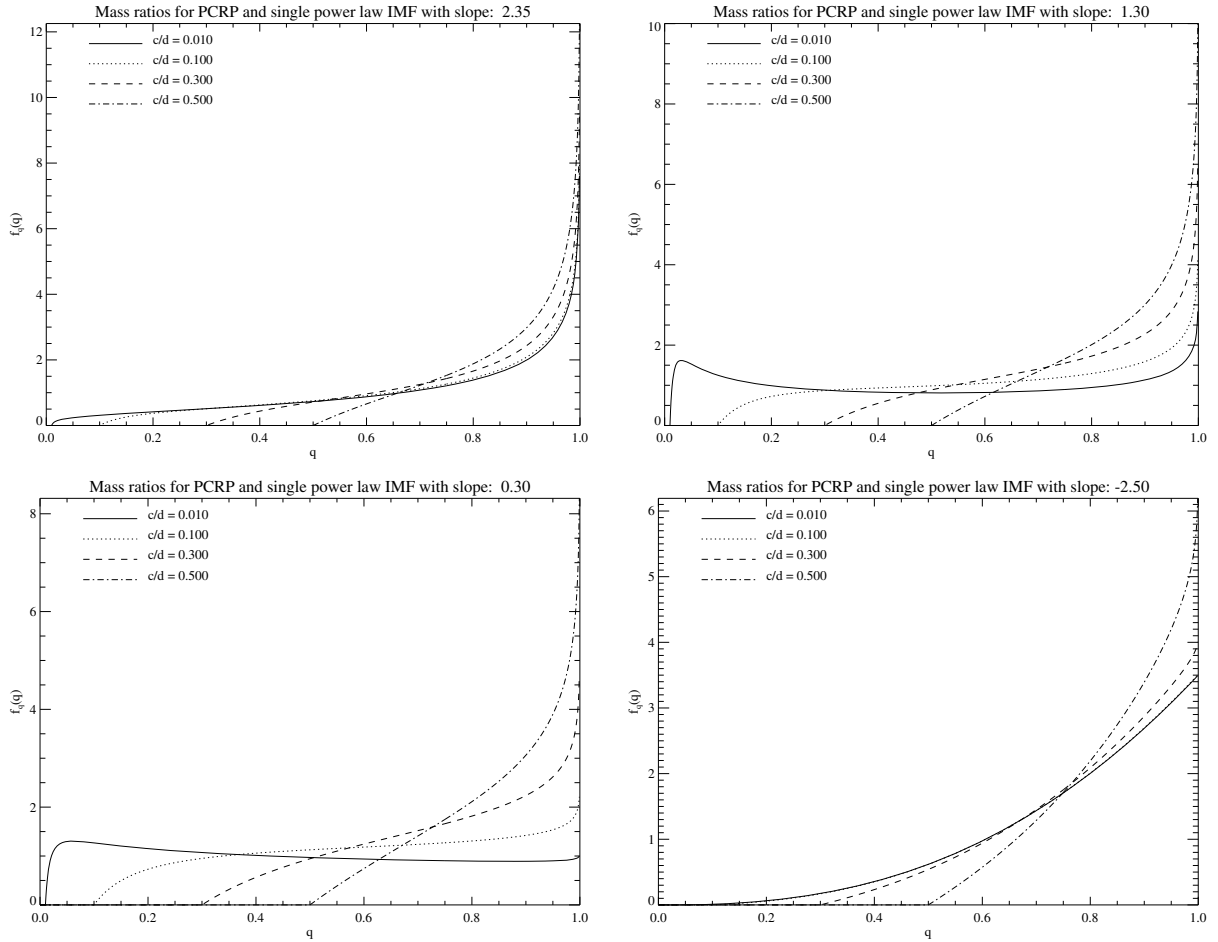 Mass ratios for PCRP and single power law IMF with slope: 2.35
c/d = 0.010
c/d = 0.100
c/d = 0.300
c/d = 0.500
12
10
8
6
4
2
0
f_q(q)
0.0 0.2 0.4 0.6 0.8 1.0
q
Mass ratios for PCRP and single power law IMF with slope: 1.30
c/d = 0.010
c/d = 0.100
c/d = 0.300
c/d = 0.500
10
8
6
4
2
0
f_q(q)
0.0 0.2 0.4 0.6 0.8 1.0
q
Mass ratios for PCRP and single power law IMF with slope: 0.30
c/d = 0.010
c/d = 0.100
c/d = 0.300
c/d = 0.500
8
6
4
2
0
f_q(q)
0.0 0.2 0.4 0.6 0.8 1.0
q
Mass ratios for PCRP and single power law IMF with slope: -2.50
c/d = 0.010
c/d = 0.100
c/d = 0.300
c/d = 0.500
6
5
4
3
2
1
0
f_q(q)
0.0 0.2 0.4 0.6 0.8 1.0
q